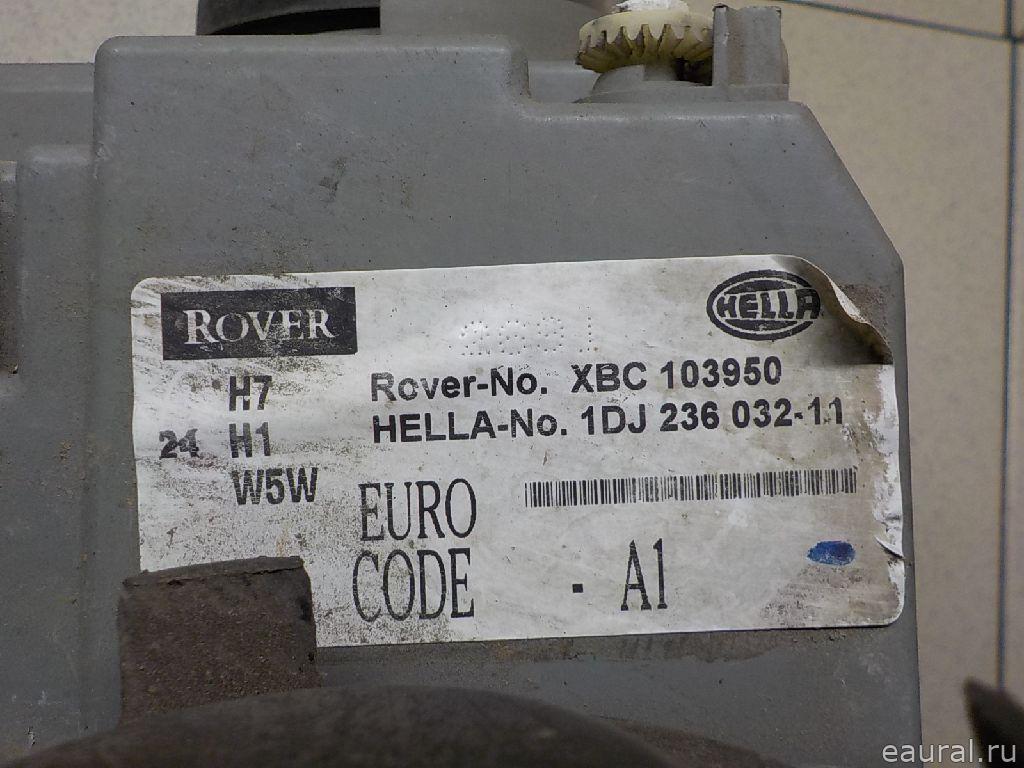 ROVER
HELLA
H7
Rover-No. XBC 103950
24 H1
HELLA-No. 1DJ 236 032-11
W5W
EURO
CODE - A1
eaural.ru